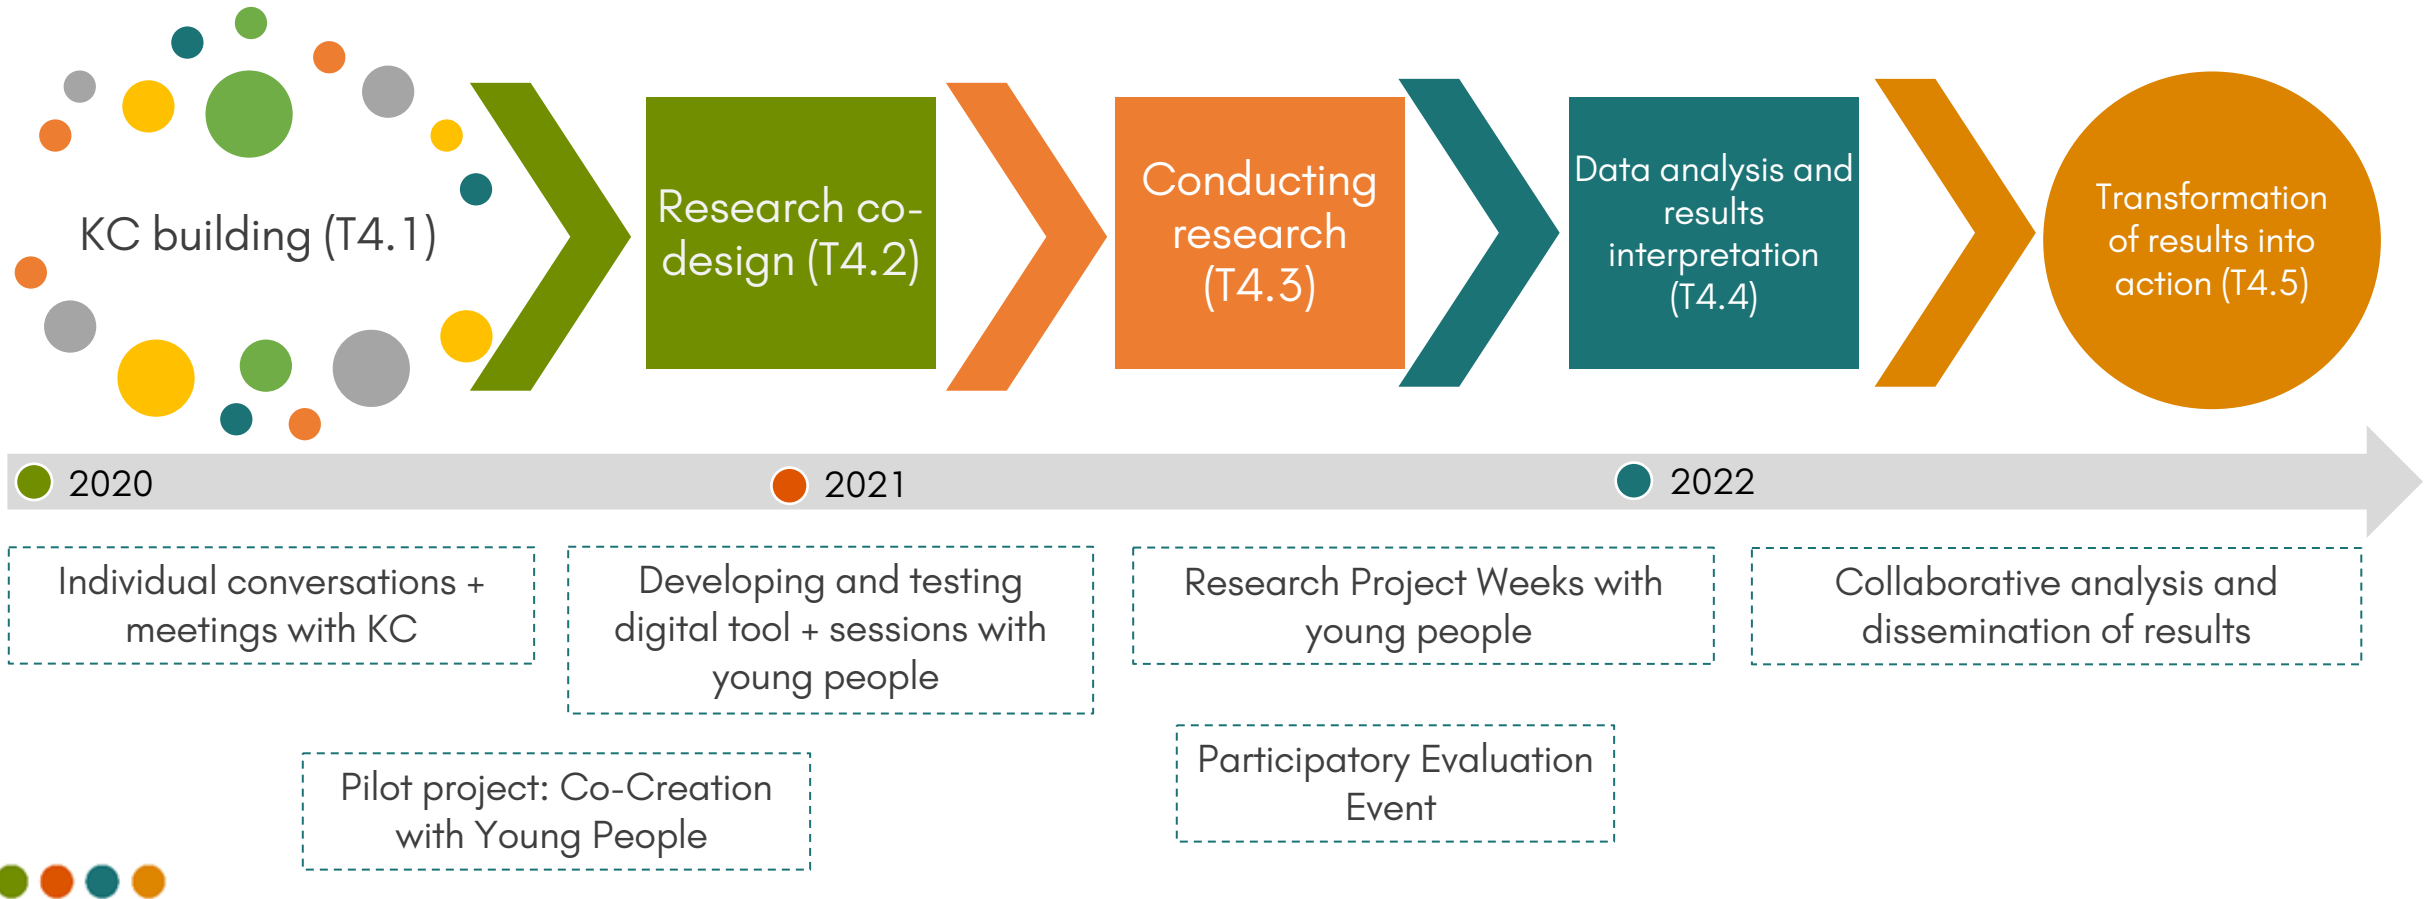 KC building (T4.1)
Research co-
design (T4.2)
Conducting
research
(T4.3)
Data analysis and
results
interpretation
(T4.4)
Transformation
of results into
action (T4.5)
2020
2021
2022
Individual conversations +
meetings with KC
Developing and testing
digital tool + sessions with
young people
Research Project Weeks with
young people
Collaborative analysis and
dissemination of results
Pilot project: Co-Creation
with Young People
Participatory Evaluation
Event